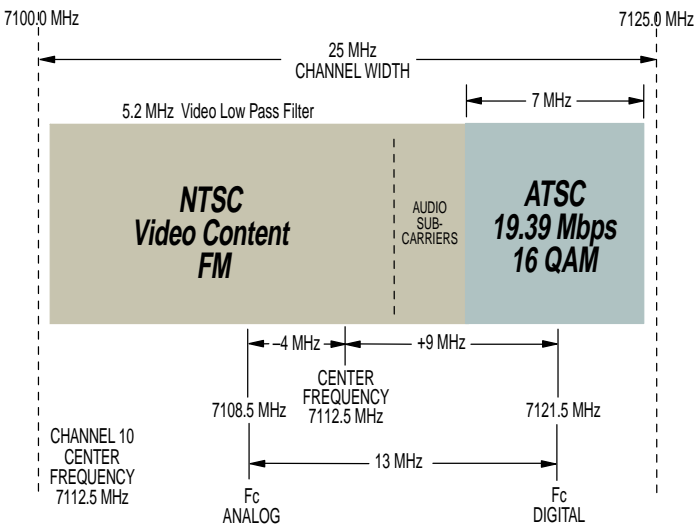 7100.0 MHz
7125.0 MHz
25 MHz
CHANNEL WIDTH
5.2 MHz Video Low Pass Filter
7 MHz
NTSC
Video Content
FM
AUDIO
SUB-
CARRIERS
ATSC
19.39 Mbps
16 QAM
–4 MHz
+9 MHz
CENTER
FREQUENCY
7112.5 MHz
7108.5 MHz
7121.5 MHz
CHANNEL 10
CENTER
FREQUENCY
7112.5 MHz
13 MHz
Fc
ANALOG
Fc
DIGITAL